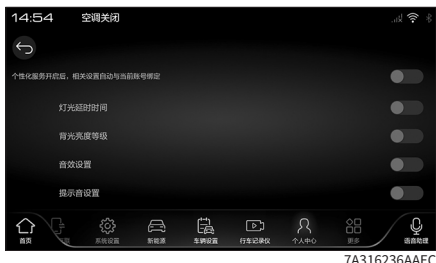 14:54 空调关闭
个性化服务开启后，相关设置自动与当前账号绑定
灯光延时时间
背光亮度等级
音效设置
提示音设置
首页 系统设置 新能源 车辆设置 行车记录仪 个人中心 更多 语音助理
7A316236AAEC